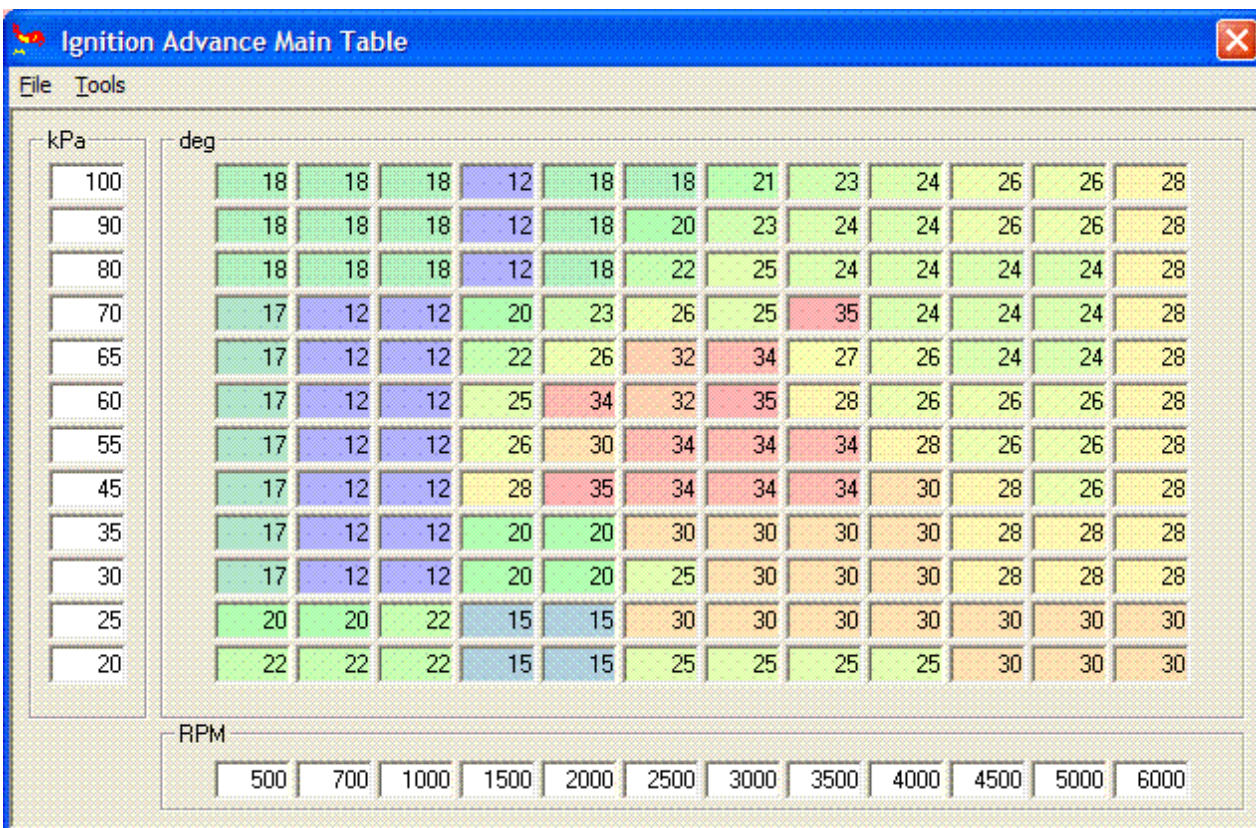 Ignition Advance Main Table
File Tools
kPa deg
100 18 18 18 12 18 18 21 23 24 26 26 28
90 18 18 18 12 18 20 23 24 24 26 26 28
80 18 18 18 12 18 22 25 24 24 24 24 28
70 17 12 12 20 23 26 25 35 24 24 24 28
65 17 12 12 22 26 32 34 27 26 24 24 28
60 17 12 12 25 34 32 35 28 26 26 26 28
55 17 12 12 26 30 34 34 34 28 26 26 28
45 17 12 12 28 35 34 34 34 30 28 26 28
35 17 12 12 20 20 30 30 30 30 28 28 28
30 17 12 12 20 20 25 30 30 30 28 28 28
25 20 20 22 15 15 30 30 30 30 30 30 30
20 22 22 22 15 15 25 25 25 25 30 30 30
RPM
500 700 1000 1500 2000 2500 3000 3500 4000 4500 5000 6000